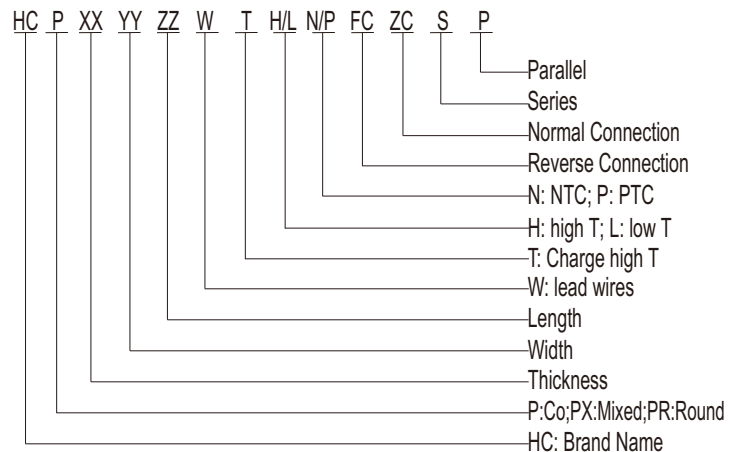 HC P XX YY ZZ W T H/L N/P FC ZC S P
Parallel
Series
Normal Connection
Reverse Connection
N: NTC; P: PTC
H: high T; L: low T
T: Charge high T
W: lead wires
Length
Width
Thickness
P:Co;PX:Mixed;PR:Round
HC: Brand Name